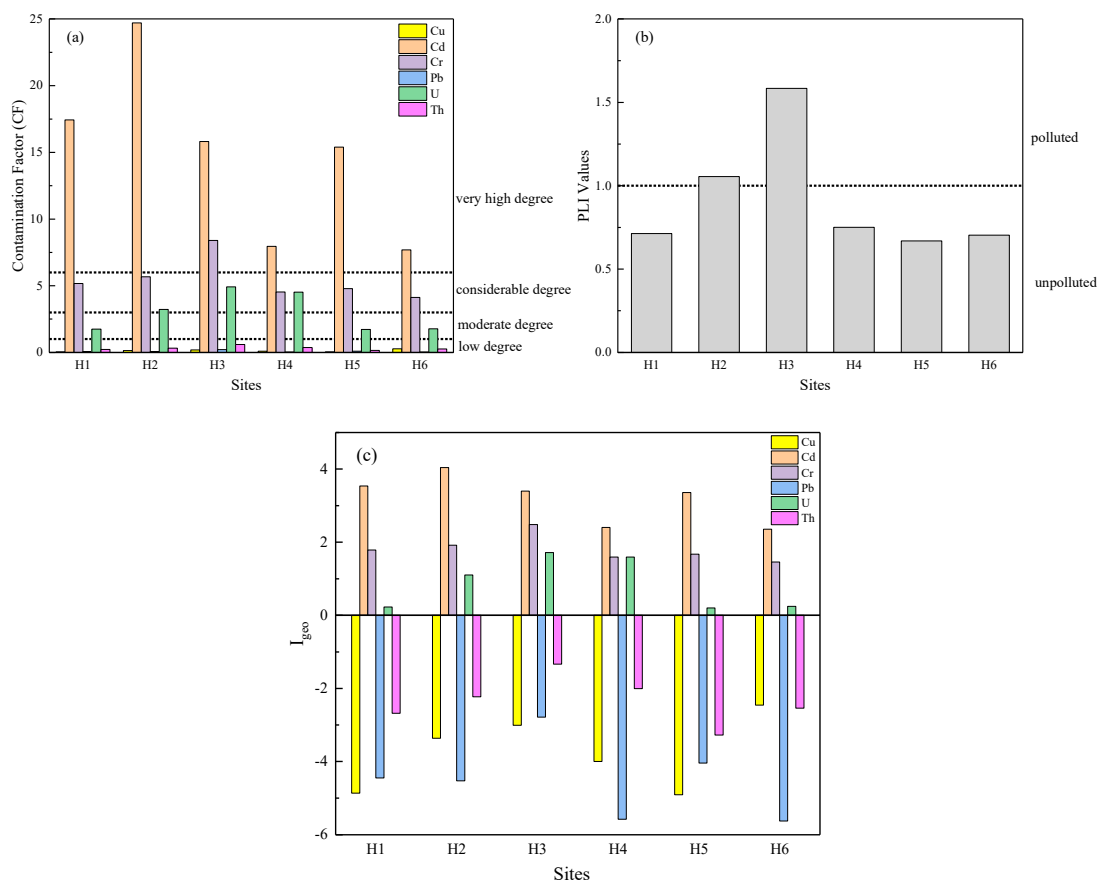 (a)
Contamination Factor (CF)
25
20
15
10
5
0
Cu
Cd
Cr
Pb
U
Th
very high degree
considerable degree
moderate degree
low degree
H1 H2 H3 H4 H5 H6
Sites
(b)
PLI Values
2.0
1.5
1.0
0.5
0.0
polluted
unpolluted
H1 H2 H3 H4 H5 H6
Sites
(c)
I_geo
4
2
0
-2
-4
-6
Cu
Cd
Cr
Pb
U
Th
H1 H2 H3 H4 H5 H6
Sites